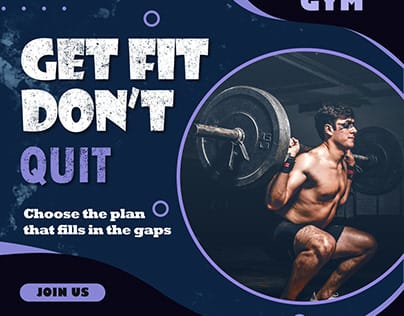 GYM
GET FIT
DON'T
QUIT
Choose the plan
that fills in the gaps
JOIN US